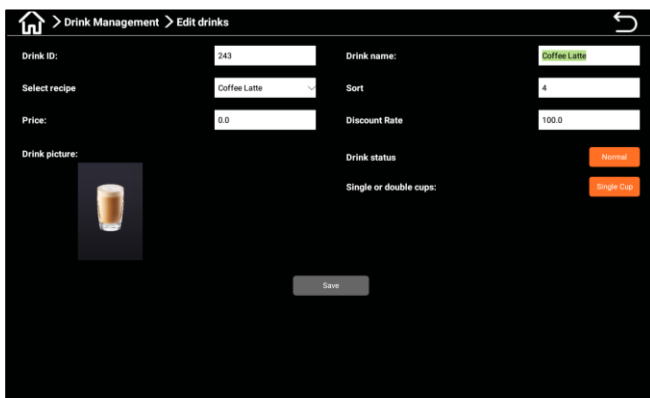 Drink Management Edit drinks
Drink ID: 243 Drink name: Coffee Latte
Select recipe Coffee Latte Sort 4
Price: 0.0 Discount Rate 100.0
Drink picture: Drink status Normal
Single or double cups: Single Cup
Save